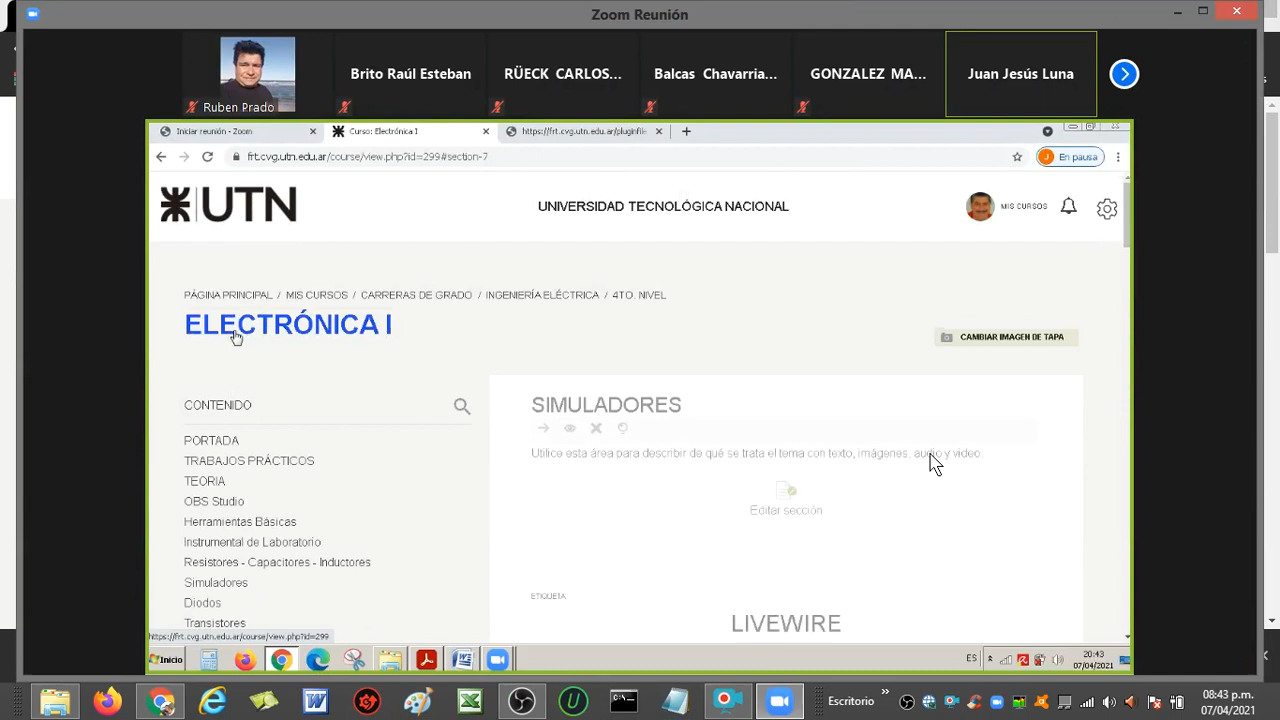 Zoom Reunión
Ruben Prado
Brito Raúl Esteban
RÜECK CARLOS...
Balcas Chavarria...
GONZALEZ MA...
Juan Jesús Luna
Iniciar reunión - Zoom
Curso: Electrónica I
https://frt.cvg.utn.edu.ar/pluginfile
frt.cvg.utn.edu.ar/course/view.php?id=299#section-7
J
En pausa
UTN
UNIVERSIDAD TECNOLÓGICA NACIONAL
MIS CURSOS
PÁGINA PRINCIPAL / MIS CURSOS / CARRERAS DE GRADO / INGENIERÍA ELÉCTRICA / 4TO. NIVEL
ELECTRÓNICA I
CAMBIAR IMAGEN DE TAPA
CONTENIDO
PORTADA
TRABAJOS PRÁCTICOS
TEORIA
OBS Studio
Herramientas Básicas
Instrumental de Laboratorio
Resistores - Capacitores - Inductores
Simuladores
Diodos
Transistores
SIMULADORES
Utilice esta área para describir de qué se trata el tema con texto, imágenes, audio y video.
Editar sección
ETIQUETA
LIVEWIRE
https://frt.cvg.utn.edu.ar/course/view.php?id=299
Inicio
ES
20:43
07/04/2021
Escritorio
08:43 p.m.
07/04/2021